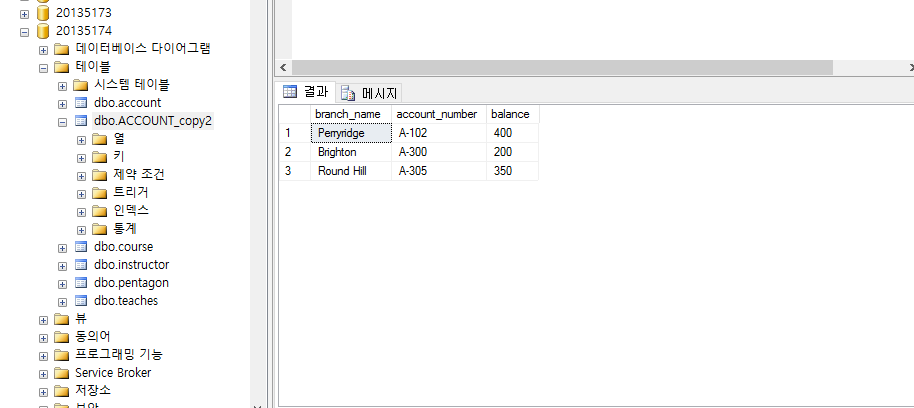 20135173
20135174
데이터베이스 다이어그램
테이블
시스템 테이블
dbo.account
dbo.ACCOUNT_copy2
열
키
제약 조건
트리거
인덱스
통계
dbo.course
dbo.instructor
dbo.pentagon
dbo.teaches
뷰
동의어
프로그래밍 기능
Service Broker
저장소
보안
결과 메시지
branch_name account_number balance
1 Perryridge A-102 400
2 Brighton A-300 200
3 Round Hill A-305 350